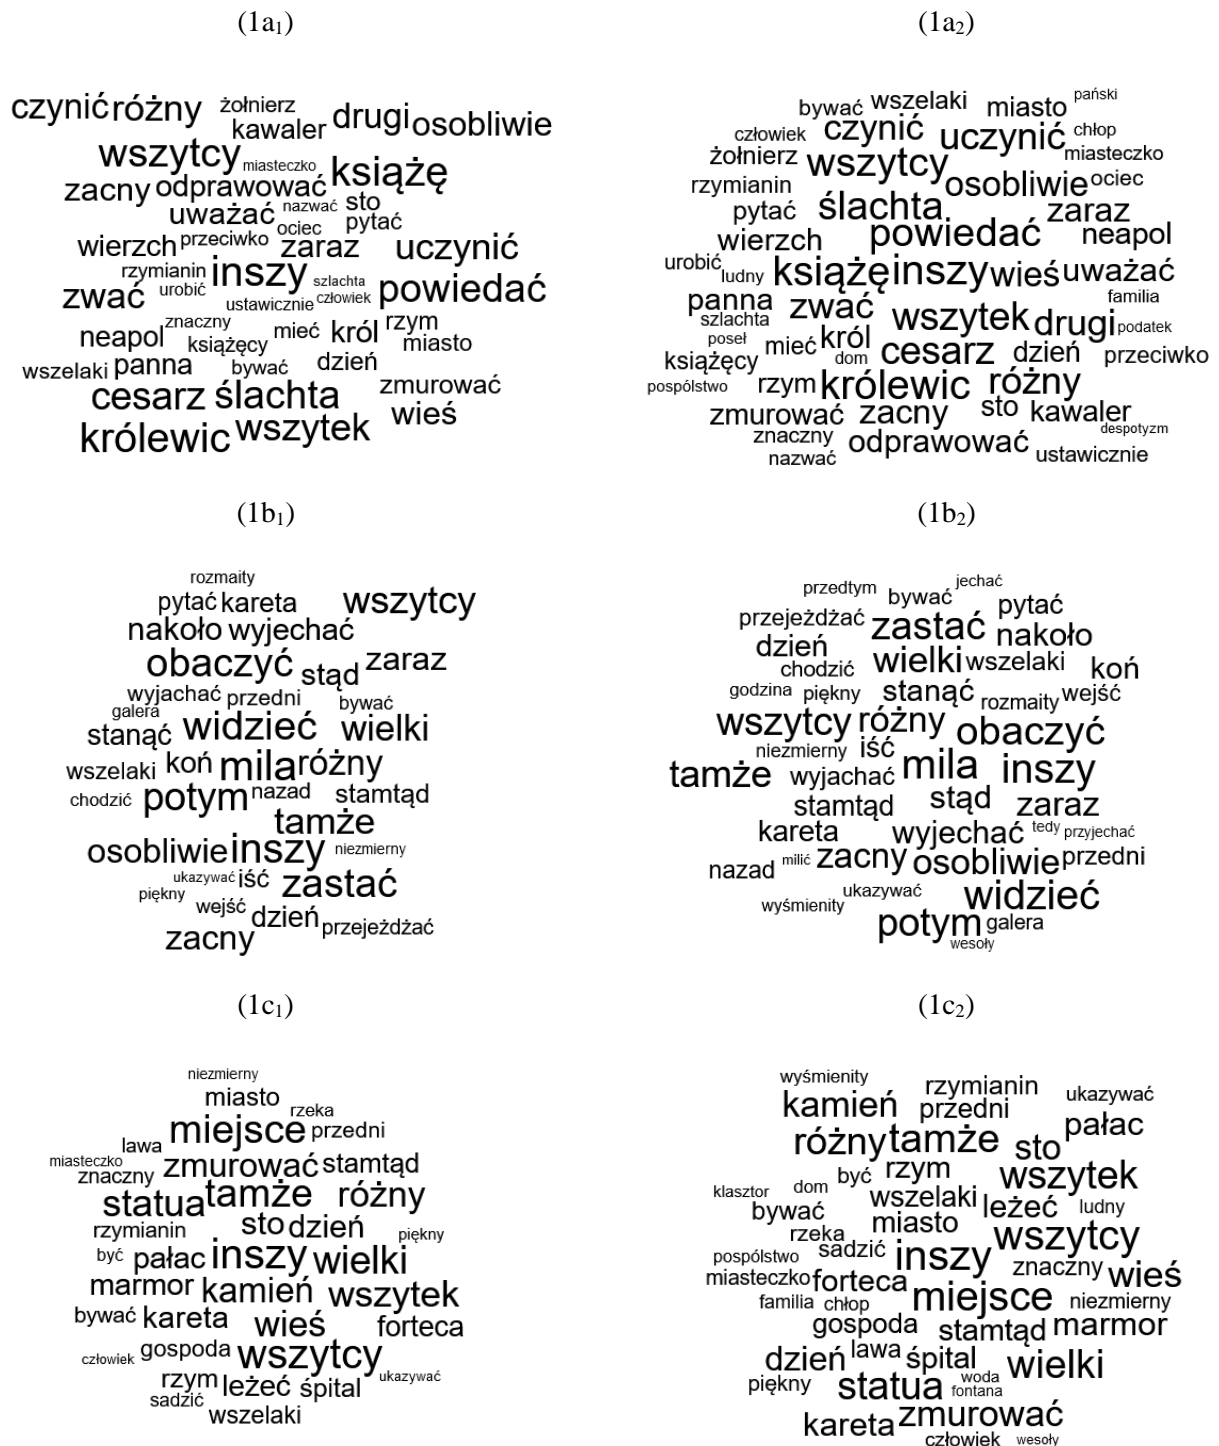 (1a₁)
(1a₂)
czynić różny żołnierz kawaler drugi osobliwie
wszytcy miasteczko książę
zacny odprawować
uważać nazwać sto
ociec pytać
wierzch przeciwko zaraz uczynić
rzymianin inszy szlachta powiedać
zwać urobić ustawicznie człowiek
neapol znaczny książęcy mieć król rzym miasto
wszelaki panna bywać dzień
cesarz ślachta zmurować
królewic wszytek wieś
bywać wszelaki miasto pański
człowiek czynić uczynić chłop
żołnierz wszytcy miasteczko
rzymianin osobliwie ociec
pytać ślachta zaraz
wierzch powiedać neapol
urobić ludny książę inszy wieś uważać
panna zwać familia
szlachta wszytek drugi podatek
poseł mieć król
książęcy dom cesarz dzień przeciwko
pospólstwo rzym królewic różny
zmurować zacny sto kawaler
znaczny odprawować despotyzm
nazwać ustawicznie
(1b₁)
(1b₂)
rozmaity
pytać kareta wszytcy
nakoło wyjechać
obaczyć stąd zaraz
wyjachać przedni
galera bywać
stanąć widzieć wielki
wszelaki koń mila różny
chodzić potym nazad stamtąd
tamże
osobliwie inszy niezmierny
ukazywać iść zastać
piękny wejść
dzień przejeżdżać
zacny
przedtym bywać jechać
przejeżdżać pytać
zastać nakoło
dzień
chodzić wielki wszelaki koń
godzina piękny stanąć rozmaity wejść
wszytcy różny obaczyć
niezmierny iść
tamże wyjachać mila inszy
stamtąd stąd zaraz
kareta wyjechać tedy przyjechać
nazad milić zacny osobliwie przedni
ukazywać widzieć
wyśmienity
potym galera
wesoły
(1c₁)
(1c₂)
niezmierny
miasto
rzeka
miejsce przedni
lawa
miasteczko zmurować stamtąd
znaczny
statua tamże różny
rzymianin sto dzień piękny
być pałac inszy wielki
marmor kamień wszytek
bywać kareta wieś forteca
człowiek gospoda wszytcy
rzym leżeć śpital ukazywać
sadzić
wszelaki
wyśmienity rzymianin ukazywać
kamień przedni pałac
różny tamże sto
być rzym wszytek
klasztor dom wszelaki leżeć ludny
bywać miasto
rzeka wszytcy
pospólstwo sadzić inszy znaczny wieś
miasteczko forteca
familia chłop miejsce niezmierny
gospoda stamtąd marmor
dzień lawa śpital wielki
piękny statua woda
fontana
kareta zmurować
człowiek wesoły